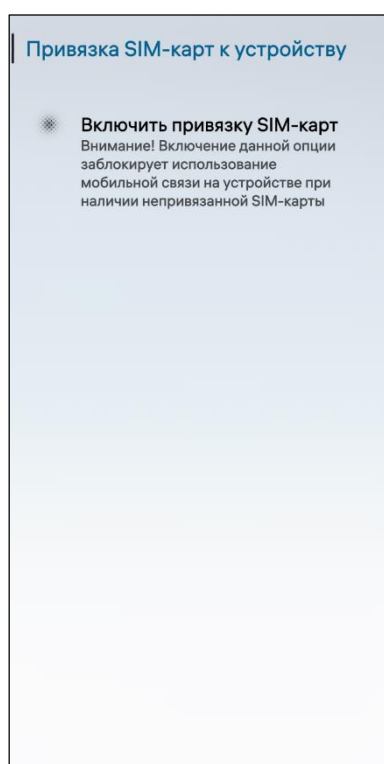 Привязка SIM-карт к устройству
Включить привязку SIM-карт
Внимание! Включение данной опции
заблокирует использование
мобильной связи на устройстве при
наличии непривязанной SIM-карты